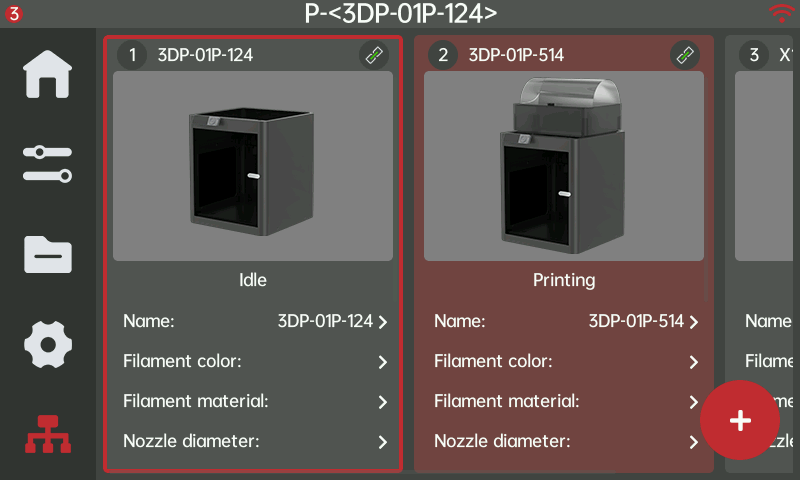 3
P-<3DP-01P-124>
1
3DP-01P-124
Idle
Name:
3DP-01P-124
Filament color:
Filament material:
Nozzle diameter:
2
3DP-01P-514
Printing
Name:
3DP-01P-514
Filament color:
Filament material:
Nozzle diameter:
3
Name
+